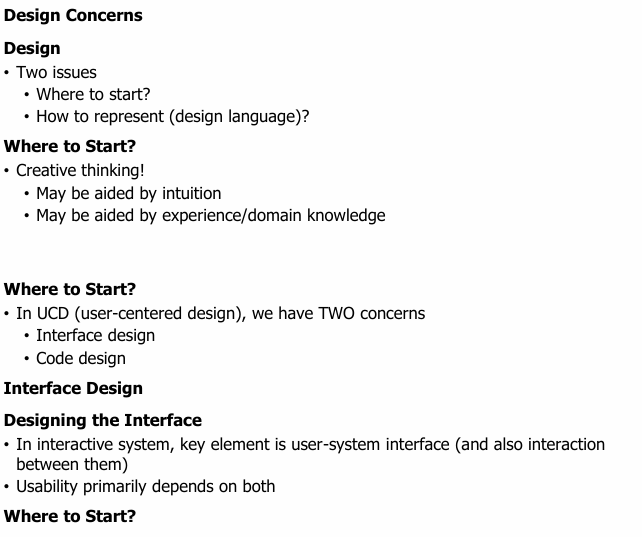 Design Concerns
Design
• Two issues
• Where to start?
• How to represent (design language)?
Where to Start?
• Creative thinking!
• May be aided by intuition
• May be aided by experience/domain knowledge
Where to Start?
• In UCD (user-centered design), we have TWO concerns
• Interface design
• Code design
Interface Design
Designing the Interface
• In interactive system, key element is user-system interface (and also interaction
between them)
• Usability primarily depends on both
Where to Start?